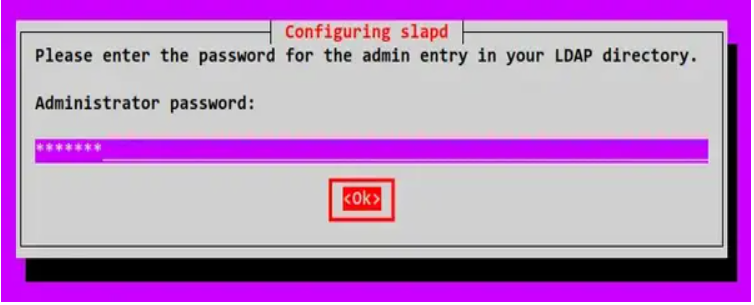 Configuring slapd
Please enter the password for the admin entry in your LDAP directory.
Administrator password:
*******
<Ok>